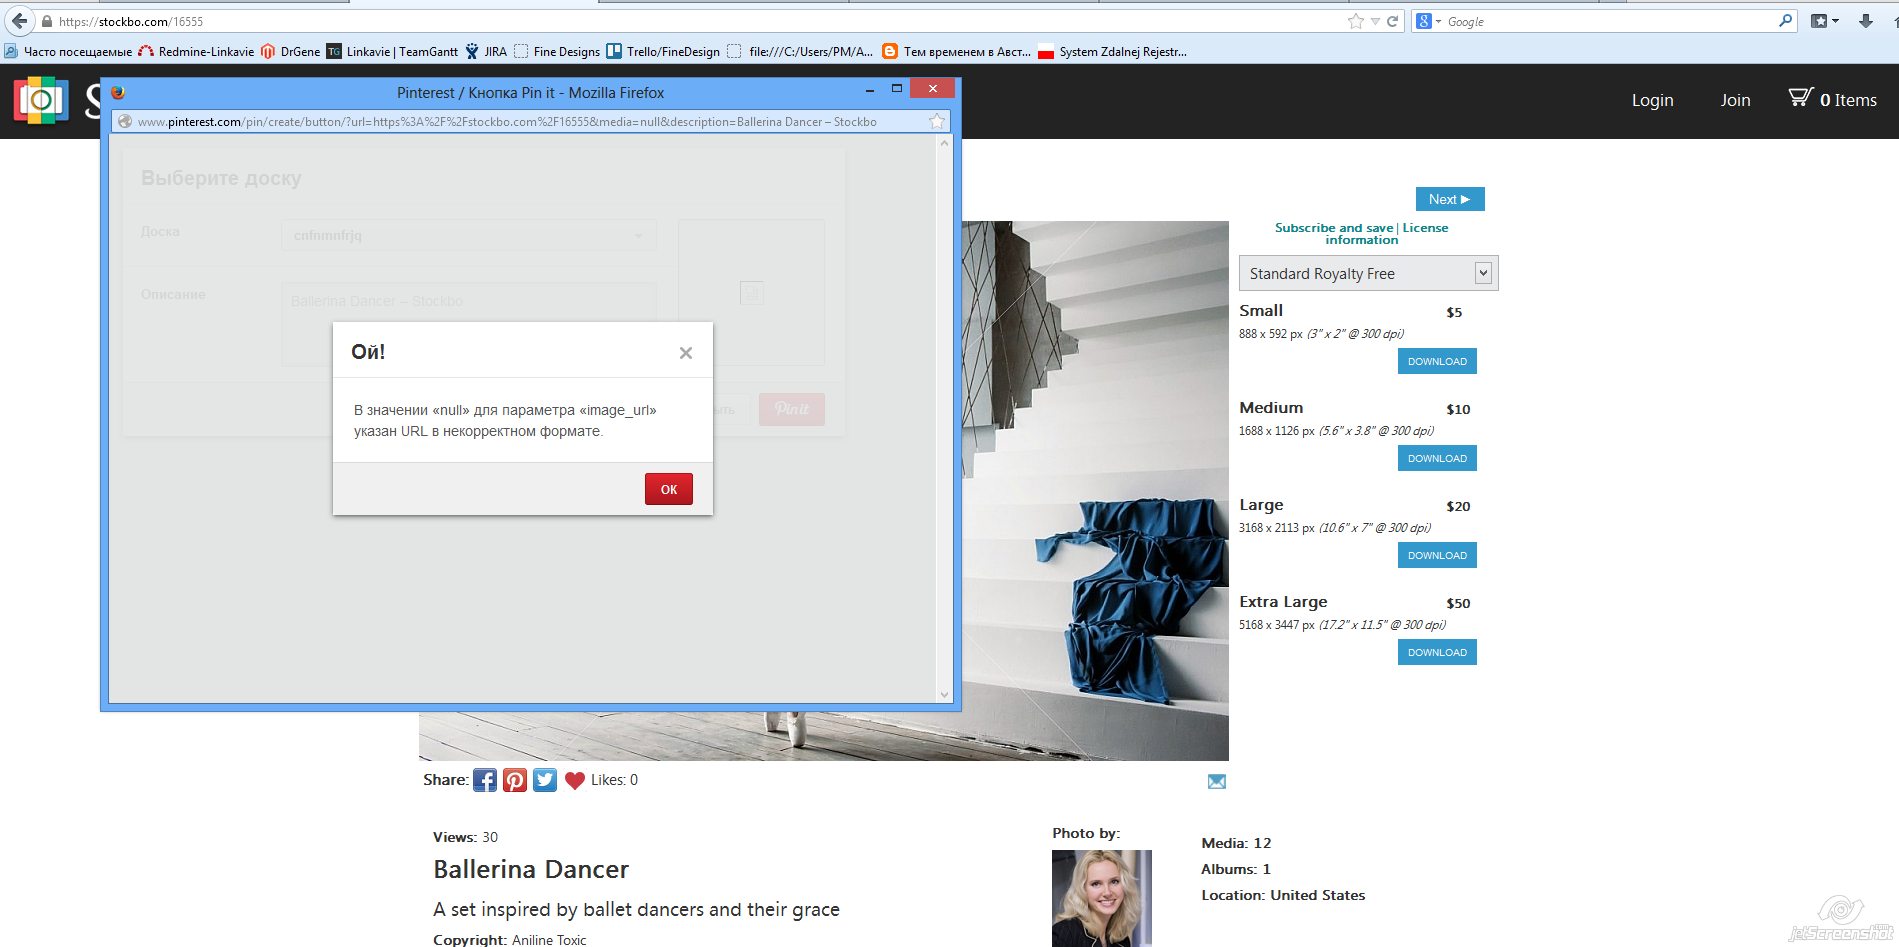 https://stockbo.com/16555
Google
Часто посещаемые
Redmine-Linkavie
DrGene
Linkavie | TeamGantt
JIRA
Fine Designs
Trello/FineDesign
file:///C:/Users/PM/A...
Тем временем в Авст...
System Zdalnej Rejestr...
S
Login
Join
0 Items
Pinterest / Кнопка Pin it - Mozilla Firefox
www.pinterest.com/pin/create/button/?url=https%3A%2F%2Fstockbo.com%2F16555&media=null&description=Ballerina Dancer – Stockbo
Выберите доску
Доска
cnfnmnfrjq
Описание
Ballerina Dancer – Stockbo
ыть
Pin it
Ой!
В значении «null» для параметра «image_url»
указан URL в некорректном формате.
ОК
Next
Subscribe and save | License
information
Standard Royalty Free
Small $5
888 x 592 px (3" x 2" @ 300 dpi)
DOWNLOAD
Medium $10
1688 x 1126 px (5.6" x 3.8" @ 300 dpi)
DOWNLOAD
Large $20
3168 x 2113 px (10.6" x 7" @ 300 dpi)
DOWNLOAD
Extra Large $50
5168 x 3447 px (17.2" x 11.5" @ 300 dpi)
DOWNLOAD
Share:
Likes: 0
Views: 30
Ballerina Dancer
A set inspired by ballet dancers and their grace
Copyright: Aniline Toxic
Photo by:
Media: 12
Albums: 1
Location: United States
jetScreenshot